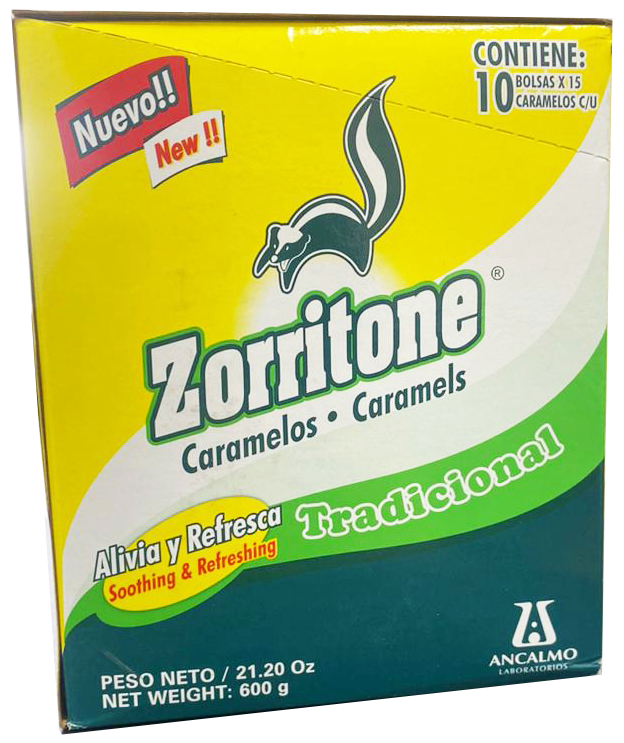 Nuevo!!
New !!
CONTIENE:
10 BOLSAS X 15
CARAMELOS C/U
Zorritone ®
Caramelos • Caramels
Tradicional
Alivia y Refresca
Soothing & Refreshing
PESO NETO / 21.20 Oz
NET WEIGHT: 600 g
ANCALMO
LABORATORIOS